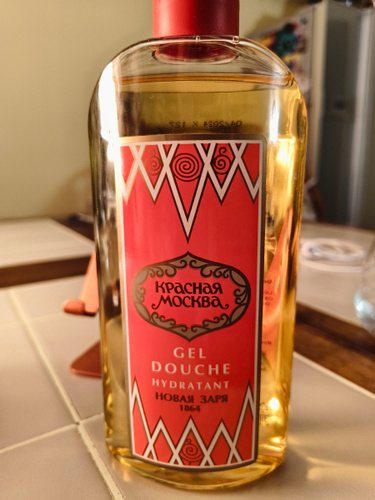 КРАСНАЯ
МОСКВА
GEL
DOUCHE
HYDRATANT
НОВАЯ ЗАРЯ
1864